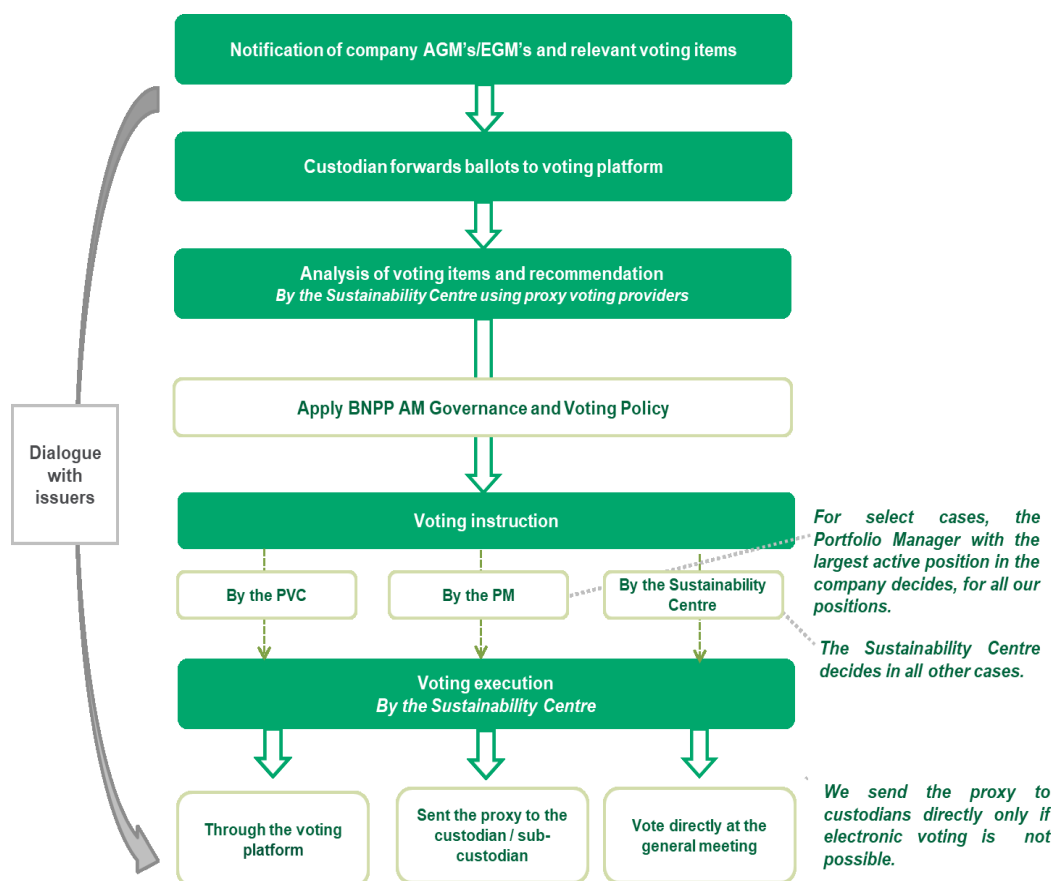 Notification of company AGM's/EGM's and relevant voting items
Custodian forwards ballots to voting platform
Analysis of voting items and recommendation
By the Sustainability Centre using proxy voting providers
Apply BNPP AM Governance and Voting Policy
Dialogue
with
issuers
Voting instruction
For select cases, the
Portfolio Manager with the
largest active position in the
company decides, for all our
positions.
By the PVC
By the PM
By the Sustainability
Centre
The Sustainability Centre
decides in all other cases.
Voting execution
By the Sustainability Centre
Through the voting
platform
Sent the proxy to the
custodian / sub-
custodian
Vote directly at the
general meeting
We send the proxy to
custodians directly only if
electronic voting is not
possible.